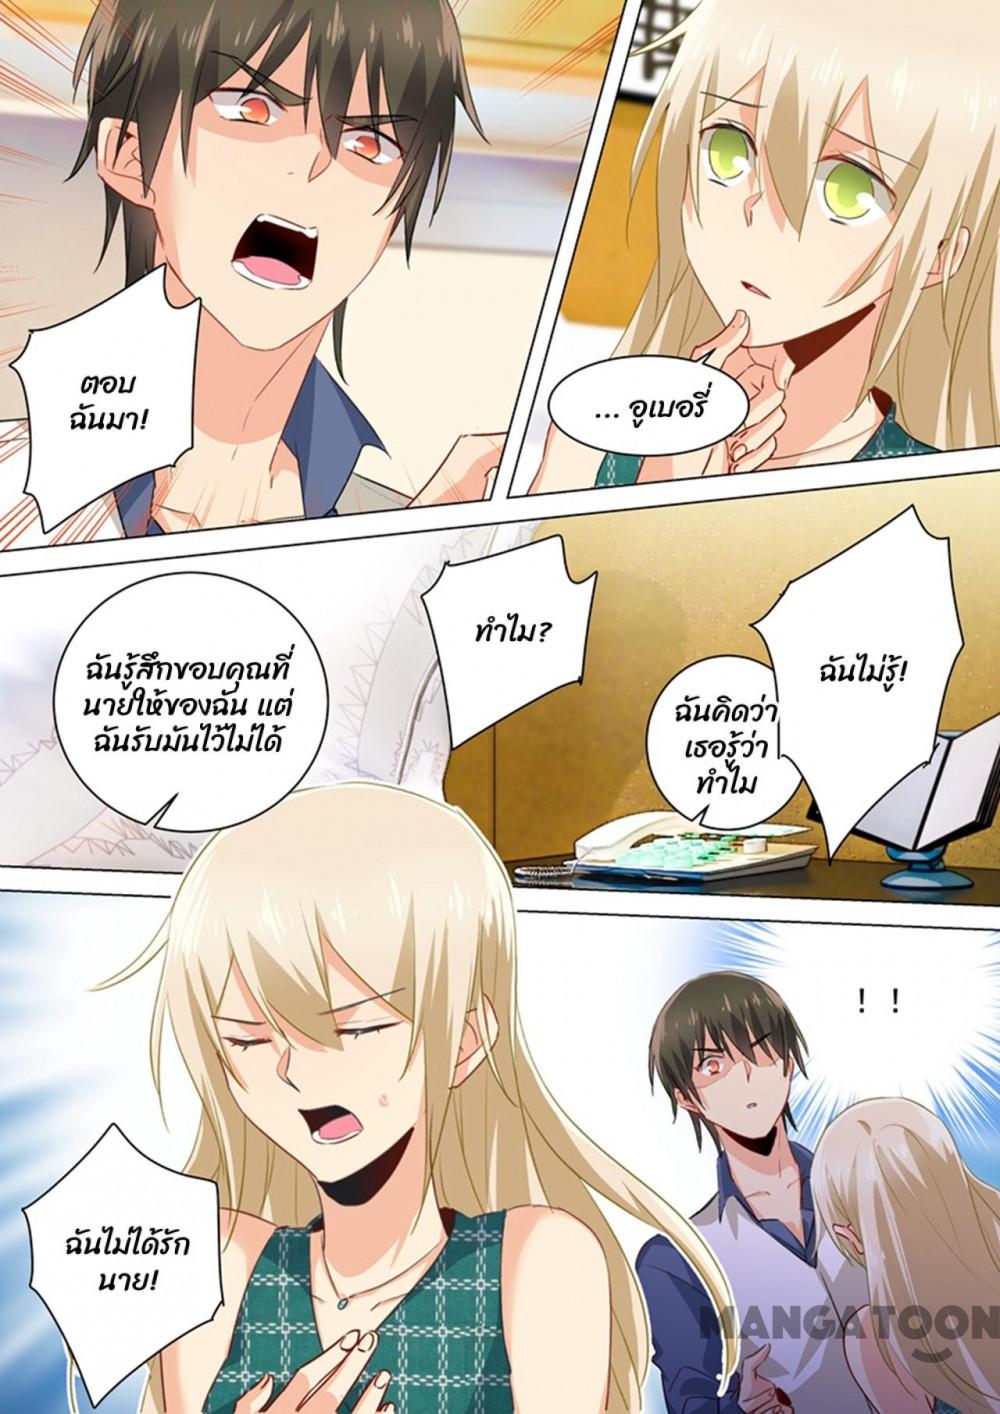 ตอบ
ฉันมา!
... อูเบอรี่
ฉันรู้สึกขอบคุณที่
นายให้ของฉัน แต่
ฉันรับมันไว้ไม่ได้
ทำไม?
ฉันคิดว่า
เธอรู้ว่า
ทำไม
ฉันไม่รู้!
! !
ฉันไม่ได้รัก
นาย!
MANGATOON